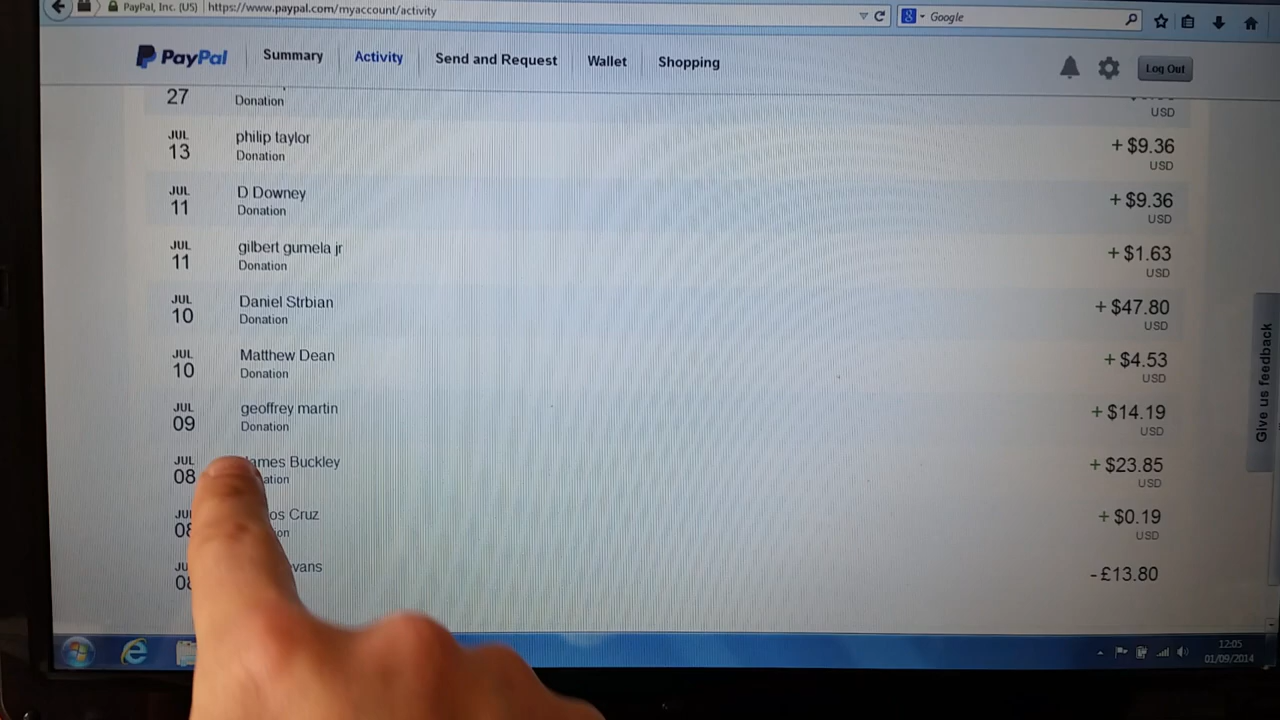 PayPal, Inc. (US) https://www.paypal.com/myaccount/activity
Google
PayPal Summary Activity Send and Request Wallet Shopping Log Out
27 Donation USD
JUL 13 philip taylor Donation + $9.36 USD
JUL 11 D Downey Donation + $9.36 USD
JUL 11 gilbert gumela jr Donation + $1.63 USD
JUL 10 Daniel Strbian Donation + $47.80 USD
JUL 10 Matthew Dean Donation + $4.53 USD
JUL 09 geoffrey martin Donation + $14.19 USD
JUL 08 ames Buckley ation + $23.85 USD
os Cruz on + $0.19 USD
vans - £13.80
Give us feedback
12:05
01/09/2014